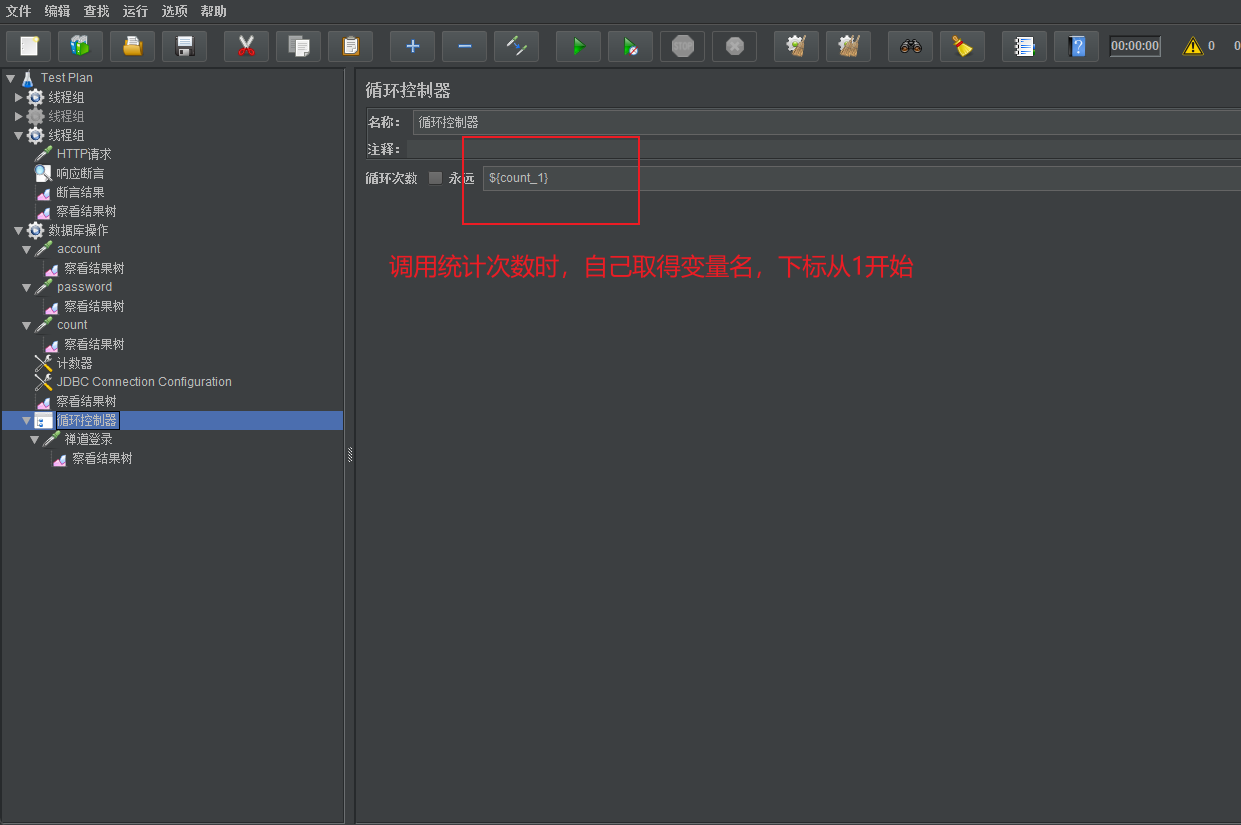 文件 编辑 查找 运行 选项 帮助
STOP
?
00:00:00
0
0
Test Plan
线程组
线程组
线程组
HTTP请求
响应断言
断言结果
察看结果树
数据库操作
account
察看结果树
password
察看结果树
count
察看结果树
计数器
JDBC Connection Configuration
察看结果树
循环控制器
禅道登录
察看结果树
循环控制器
名称： 循环控制器
注释：
循环次数 永远 ${count_1}
调用统计次数时，自己取得变量名，下标从1开始